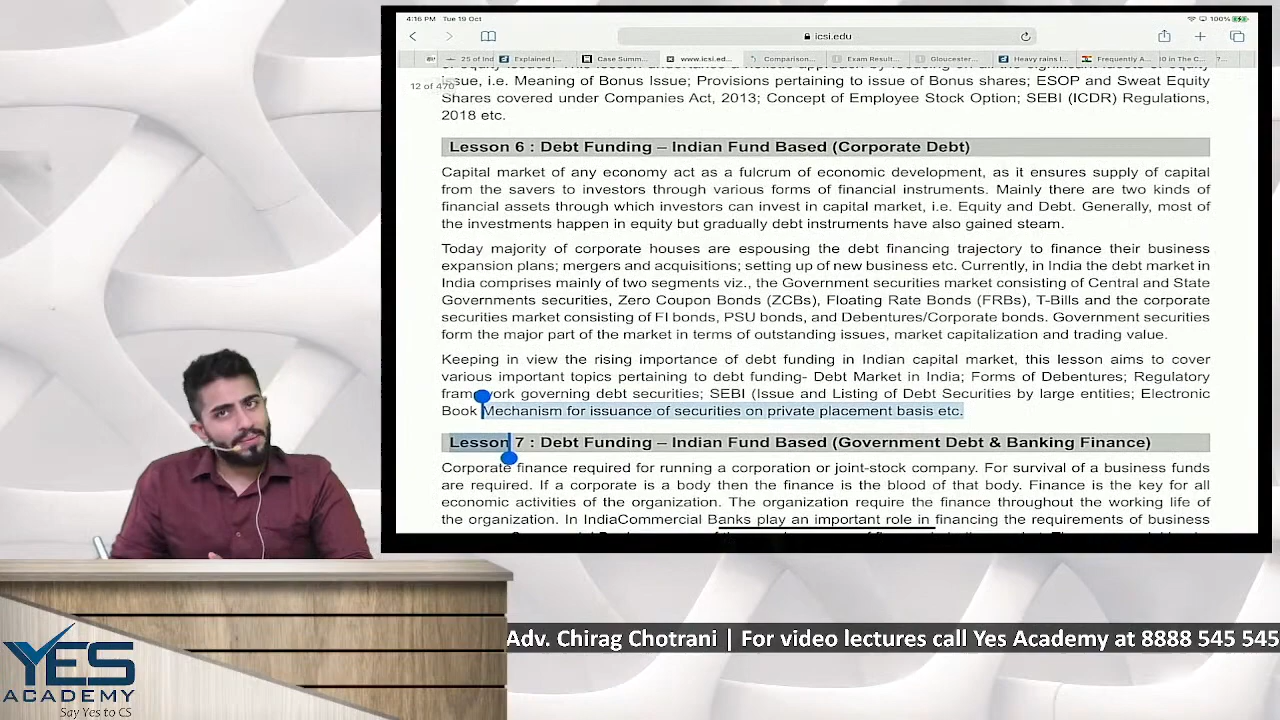 4:16 PM Tue 19 Oct
100%
icsi.edu
25 of Ind
Explained |...
Case Summ...
www.icsi.ed...
Comparison...
Exam Result...
Gloucester...
Heavy rains l...
Frequently A...
12 of 470
issue, i.e. Meaning of Bonus Issue; Provisions pertaining to issue of Bonus shares; ESOP and Sweat Equity
Shares covered under Companies Act, 2013; Concept of Employee Stock Option; SEBI (ICDR) Regulations,
2018 etc.
Lesson 6 : Debt Funding – Indian Fund Based (Corporate Debt)
Capital market of any economy act as a fulcrum of economic development, as it ensures supply of capital
from the savers to investors through various forms of financial instruments. Mainly there are two kinds of
financial assets through which investors can invest in capital market, i.e. Equity and Debt. Generally, most of
the investments happen in equity but gradually debt instruments have also gained steam.
Today majority of corporate houses are espousing the debt financing trajectory to finance their business
expansion plans; mergers and acquisitions; setting up of new business etc. Currently, in India the debt market in
India comprises mainly of two segments viz., the Government securities market consisting of Central and State
Governments securities, Zero Coupon Bonds (ZCBs), Floating Rate Bonds (FRBs), T-Bills and the corporate
securities market consisting of FI bonds, PSU bonds, and Debentures/Corporate bonds. Government securities
form the major part of the market in terms of outstanding issues, market capitalization and trading value.
Keeping in view the rising importance of debt funding in Indian capital market, this lesson aims to cover
various important topics pertaining to debt funding- Debt Market in India; Forms of Debentures; Regulatory
framework governing debt securities; SEBI (Issue and Listing of Debt Securities by large entities; Electronic
Book Mechanism for issuance of securities on private placement basis etc.
Lesson 7 : Debt Funding – Indian Fund Based (Government Debt & Banking Finance)
Corporate finance required for running a corporation or joint-stock company. For survival of a business funds
are required. If a corporate is a body then the finance is the blood of that body. Finance is the key for all
economic activities of the organization. The organization require the finance throughout the working life of
the organization. In IndiaCommercial Banks play an important role in financing the requirements of business
Adv. Chirag Chotrani | For video lectures call Yes Academy at 8888 545 545
YES
ACADEMY
Say Yes to CS